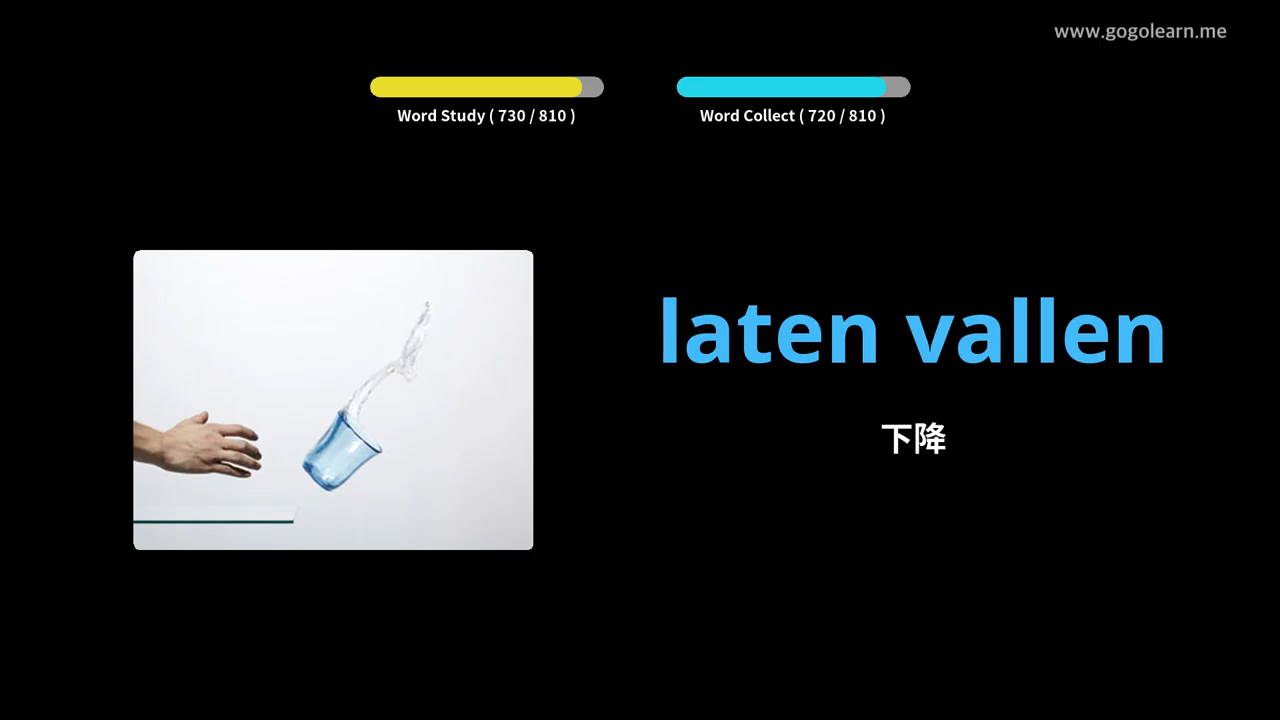 www.gogolearn.me
Word Study ( 730 / 810 )
Word Collect ( 720 / 810 )
laten vallen
下降